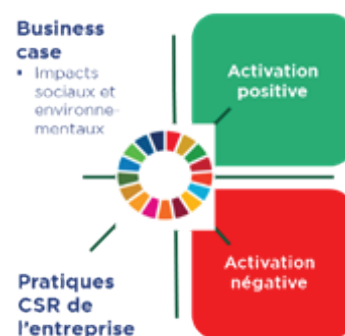 Business
case
• Impacts
sociaux et
environne-
mentaux
Activation
positive
Pratiques
CSR de
l'entreprise
Activation
négative